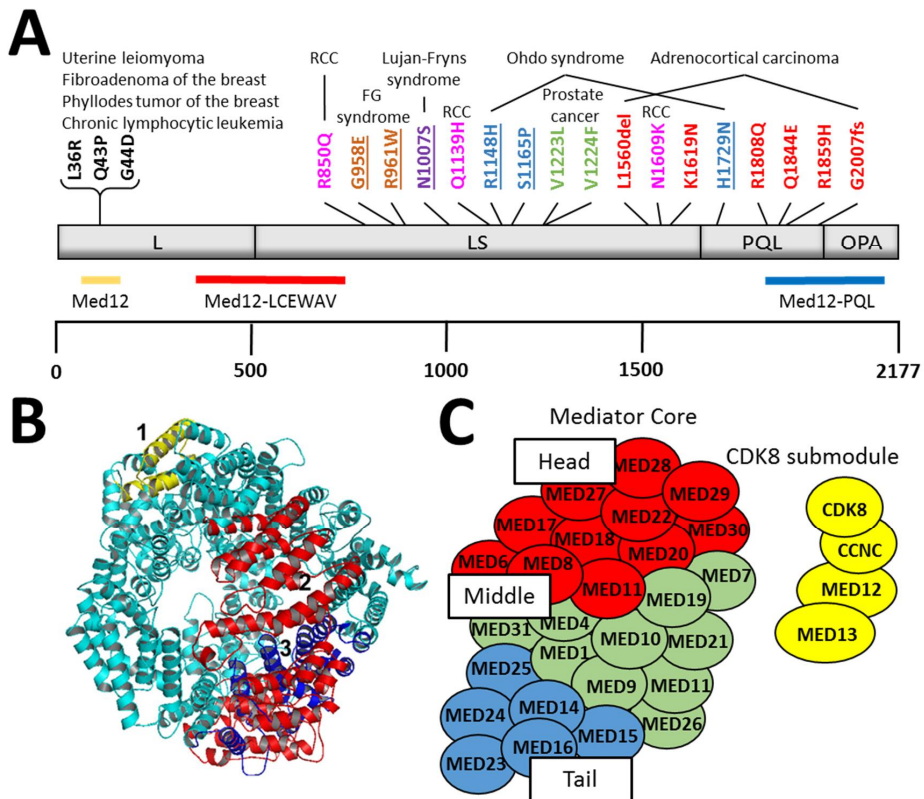 A
Uterine leiomyoma
Fibroadenoma of the breast
Phyllodes tumor of the breast
Chronic lymphocytic leukemia
RCC
FG
syndrome
Lujan-Fryns
syndrome
RCC
Ohdo syndrome
Prostate
cancer
Adrenocortical carcinoma
RCC
L36R
Q43P
G44D
R850Q
G958E
R961W
N1007S
Q1139H
R1148H
S1165P
V1223L
V1224F
L1560del
N1609K
K1619N
H1729N
R1808Q
Q1844E
R1859H
G2007fs
L
LS
PQL
OPA
Med12
Med12-LCEWAV
Med12-PQL
0
500
1000
1500
2177
B
1
2
3
C
Mediator Core
CDK8 submodule
Head
MED28
MED27
MED29
MED17
MED22
MED30
MED18
MED6
MED8
MED20
MED11
MED7
Middle
MED19
MED4
MED31
MED10
MED21
MED1
MED25
MED9
MED11
MED24
MED14
MED26
MED15
MED16
MED23
Tail
CDK8
CCNC
MED12
MED13